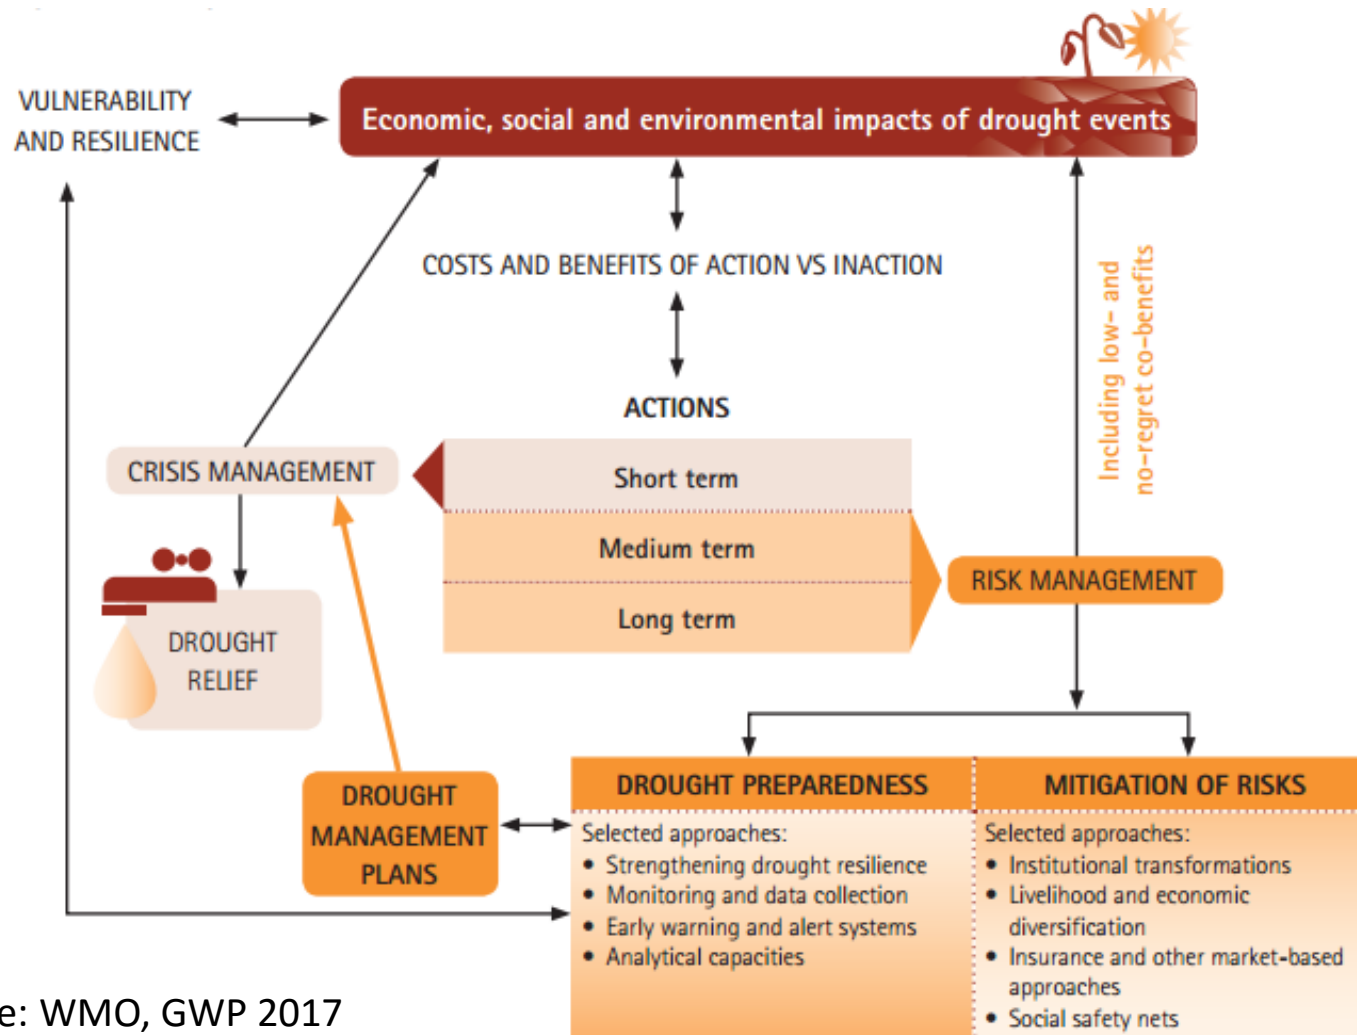 VULNERABILITY
AND RESILIENCE
Economic, social and environmental impacts of drought events
COSTS AND BENEFITS OF ACTION VS INACTION
Including low- and
no-regret co-benefits
ACTIONS
CRISIS MANAGEMENT
Short term
Medium term
Long term
RISK MANAGEMENT
DROUGHT
RELIEF
DROUGHT
MANAGEMENT
PLANS
DROUGHT PREPAREDNESS
Selected approaches:
• Strengthening drought resilience
• Monitoring and data collection
• Early warning and alert systems
• Analytical capacities
MITIGATION OF RISKS
Selected approaches:
• Institutional transformations
• Livelihood and economic
diversification
• Insurance and other market-based
approaches
• Social safety nets
e: WMO, GWP 2017